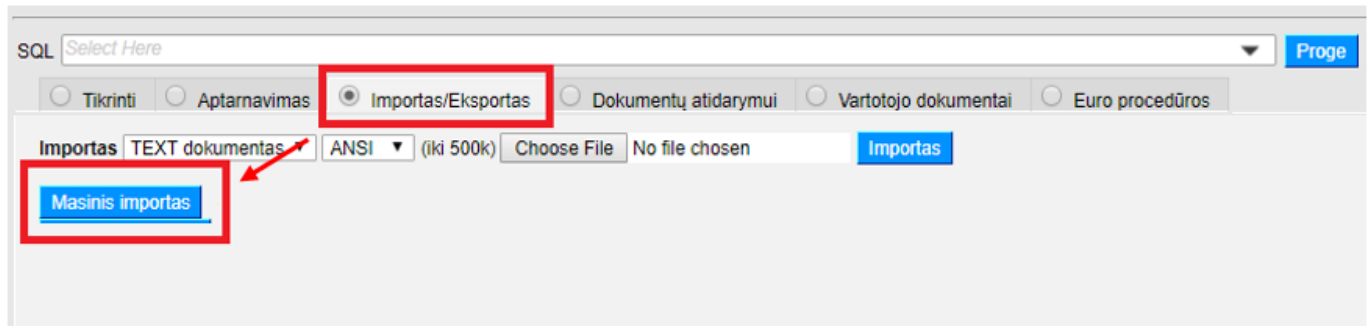 SQL Select Here Proge
Tikrinti Aptarnavimas Importas/Eksportas Dokumentų atidarymui Vartotojo dokumentai Euro procedūros
Importas TEXT dokumentas ANSI (iki 500k) Choose File No file chosen Importas
Masinis importas